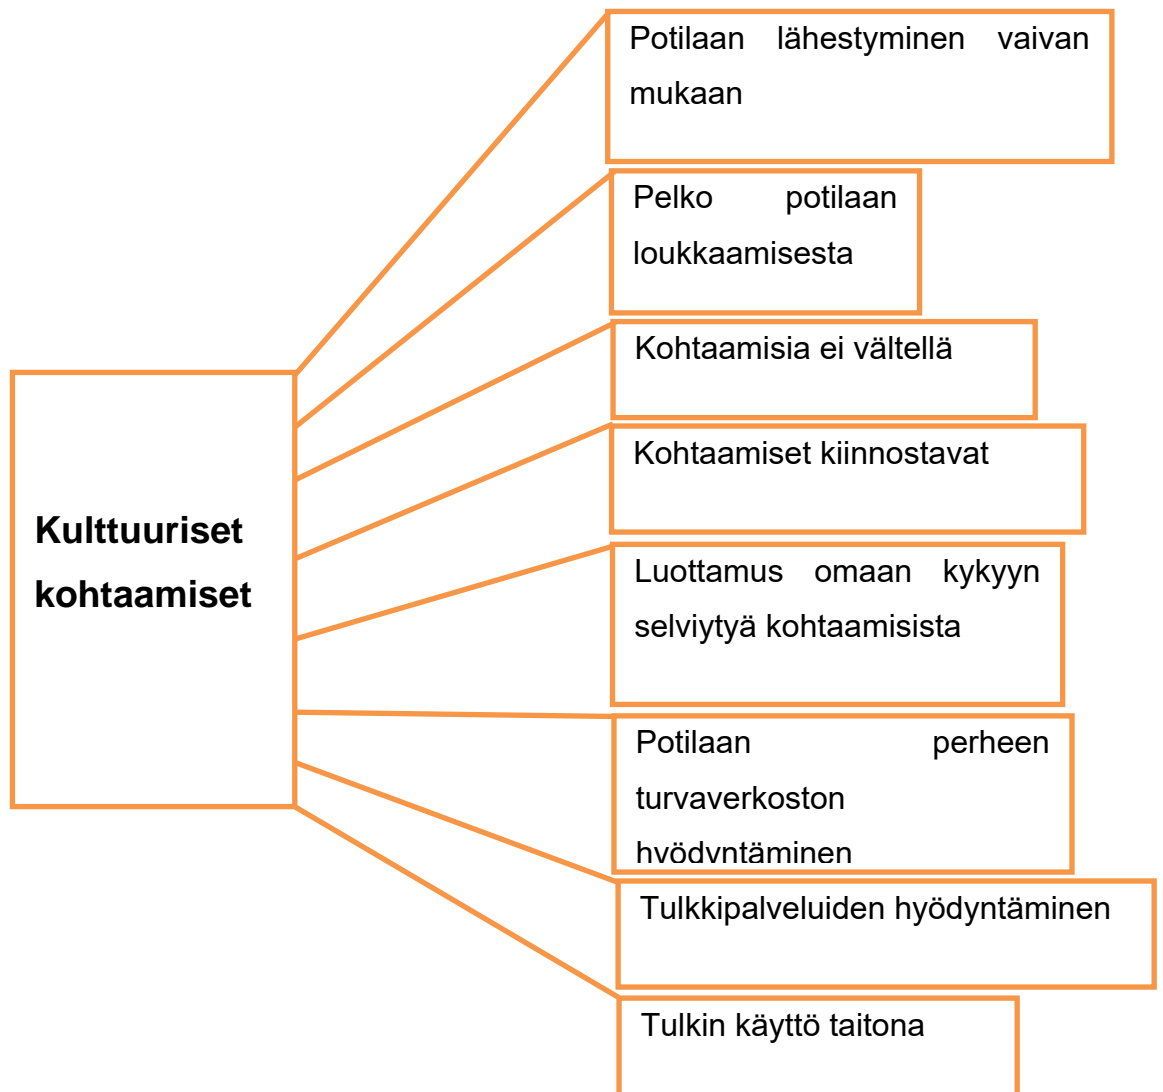 Potilaan lähestyminen vaivan
mukaan
Pelko potilaan
loukkaamisesta
Kohtaamisia ei vältellä
Kohtaamiset kiinnostavat
Kulttuuriset
kohtaamiset
Luottamus omaan kykyyn
selviytyä kohtaamisista
Potilaan perheen
turvaverkoston
hyödyntäminen
Tulkkipalveluiden hyödyntäminen
Tulkin käyttö taitona